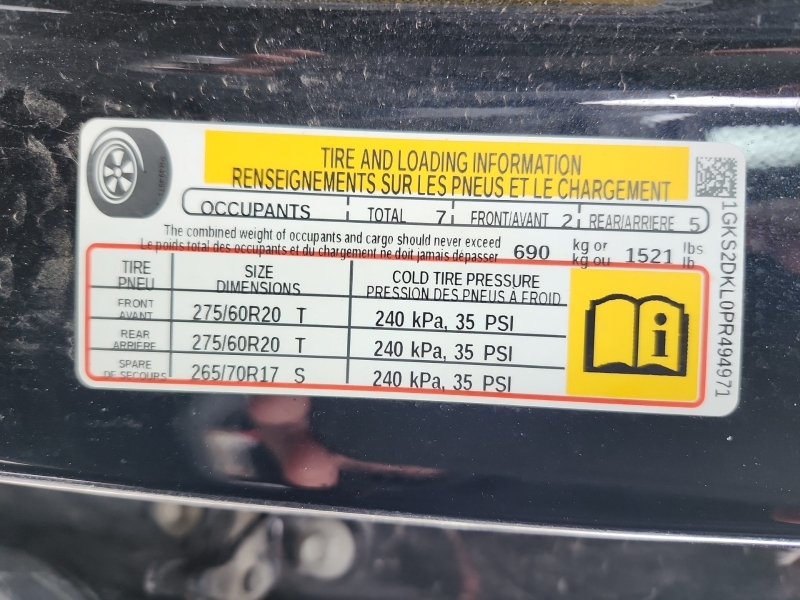 TIRE AND LOADING INFORMATION
RENSEIGNEMENTS SUR LES PNEUS ET LE CHARGEMENT
OCCUPANTS TOTAL 7 FRONT/AVANT 2 REAR/ARRIERE 5
The combined weight of occupants and cargo should never exceed
Le poids total des occupants et du chargement ne doit jamais dépasser
690 kg or 1521 lbs
kg ou lb
TIRE SIZE COLD TIRE PRESSURE
PNEU DIMENSIONS PRESSION DES PNEUS A FROID
FRONT
AVANT 275/60R20 T 240 kPa, 35 PSI
REAR
ARRIERE 275/60R20 T 240 kPa, 35 PSI
SPARE
DE SECOURS 265/70R17 S 240 kPa, 35 PSI
i
1GKS2DKL0PR494971